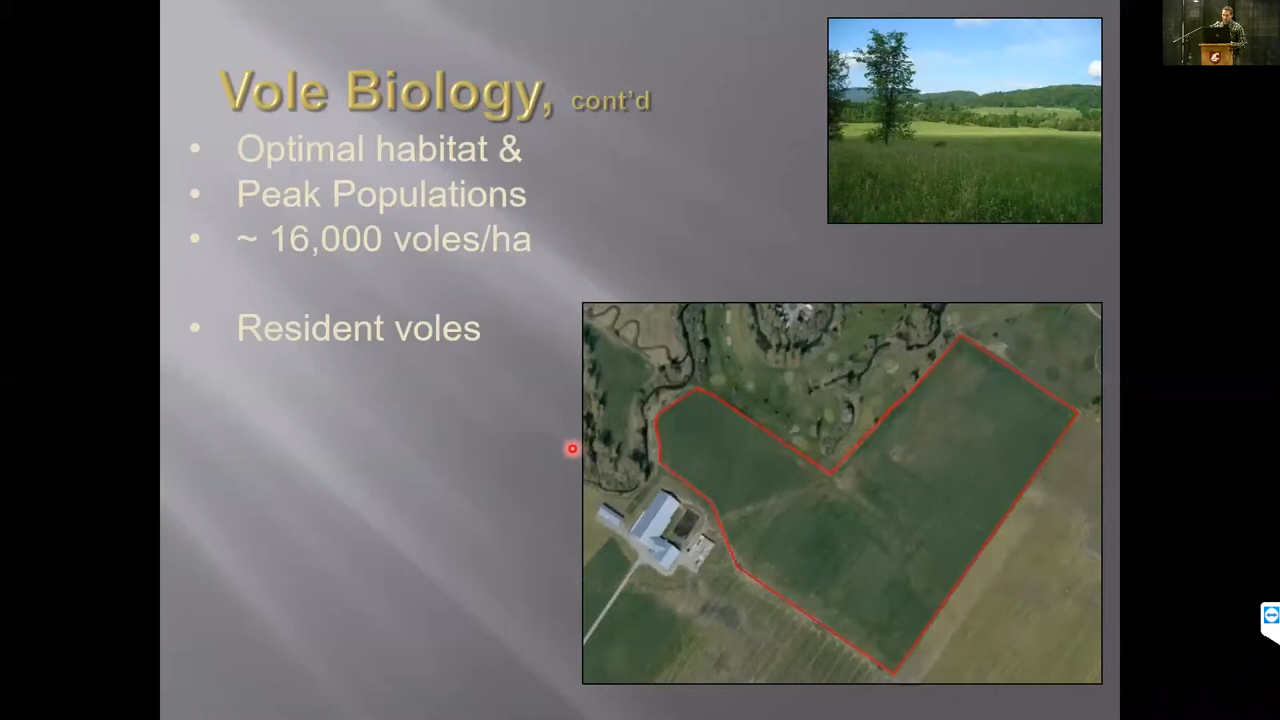 Vole Biology, cont'd
• Optimal habitat &
• Peak Populations
• ~ 16,000 voles/ha
• Resident voles